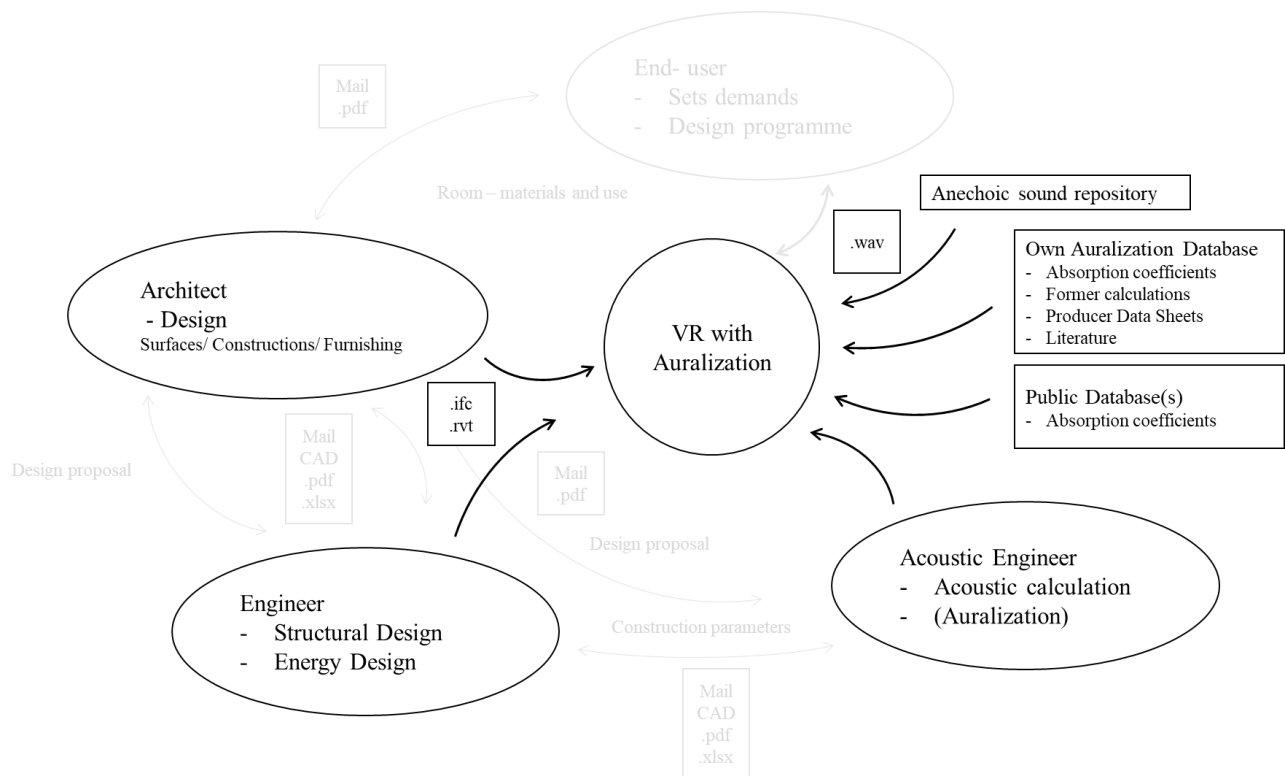 End- user
- Sets demands
- Design programme
Mail
.pdf
Room – materials and use
Anechoic sound repository
.wav
Own Auralization Database
- Absorption coefficients
- Former calculations
- Producer Data Sheets
- Literature
Architect
- Design
Surfaces/ Constructions/ Furnishing
VR with
Auralization
.ifc
.rvt
Public Database(s)
- Absorption coefficients
Mail
CAD
.pdf
.xlsx
Design proposal
Mail
.pdf
Design proposal
Engineer
- Structural Design
- Energy Design
Acoustic Engineer
- Acoustic calculation
- (Auralization)
Construction parameters
Mail
CAD
.pdf
.xlsx